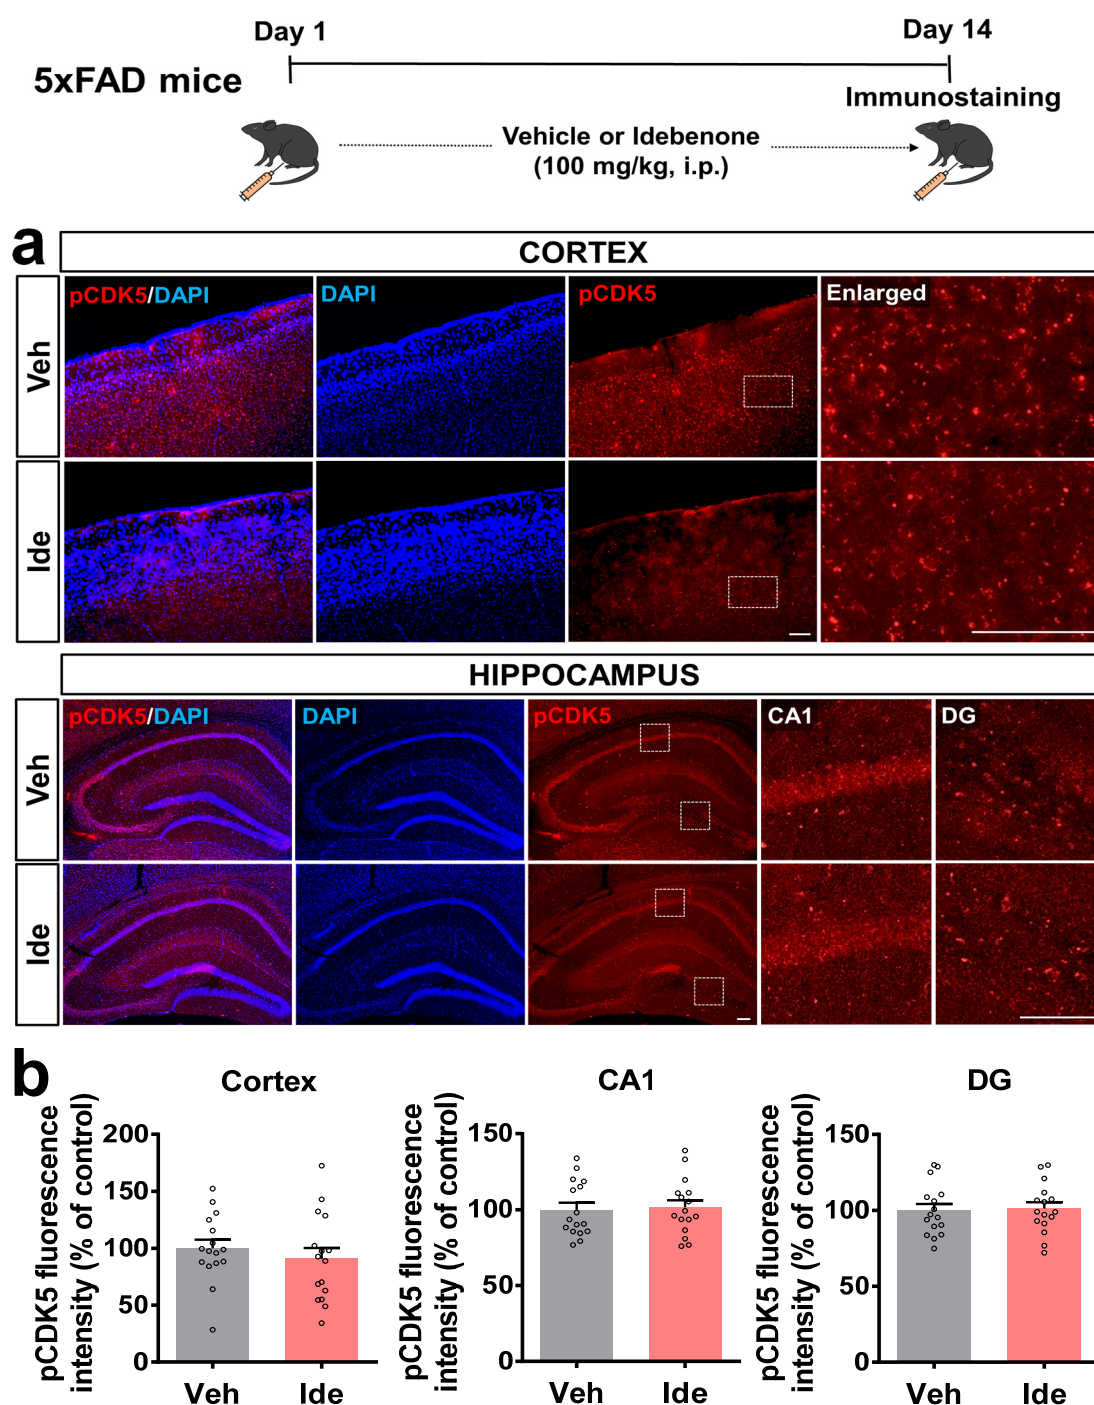 Day 1
Day 14
5xFAD mice
Immunostaining
Vehicle or Idebenone
(100 mg/kg, i.p.)
a
CORTEX
Veh
pCDK5/DAPI
DAPI
pCDK5
Enlarged
Ide
HIPPOCAMPUS
Veh
pCDK5/DAPI
DAPI
pCDK5
CA1
DG
Ide
b
Cortex
pCDK5 fluorescence
intensity (% of control)
200
150
100
50
0
Veh
Ide
CA1
pCDK5 fluorescence
intensity (% of control)
150
100
50
0
Veh
Ide
DG
pCDK5 fluorescence
intensity (% of control)
150
100
50
0
Veh
Ide